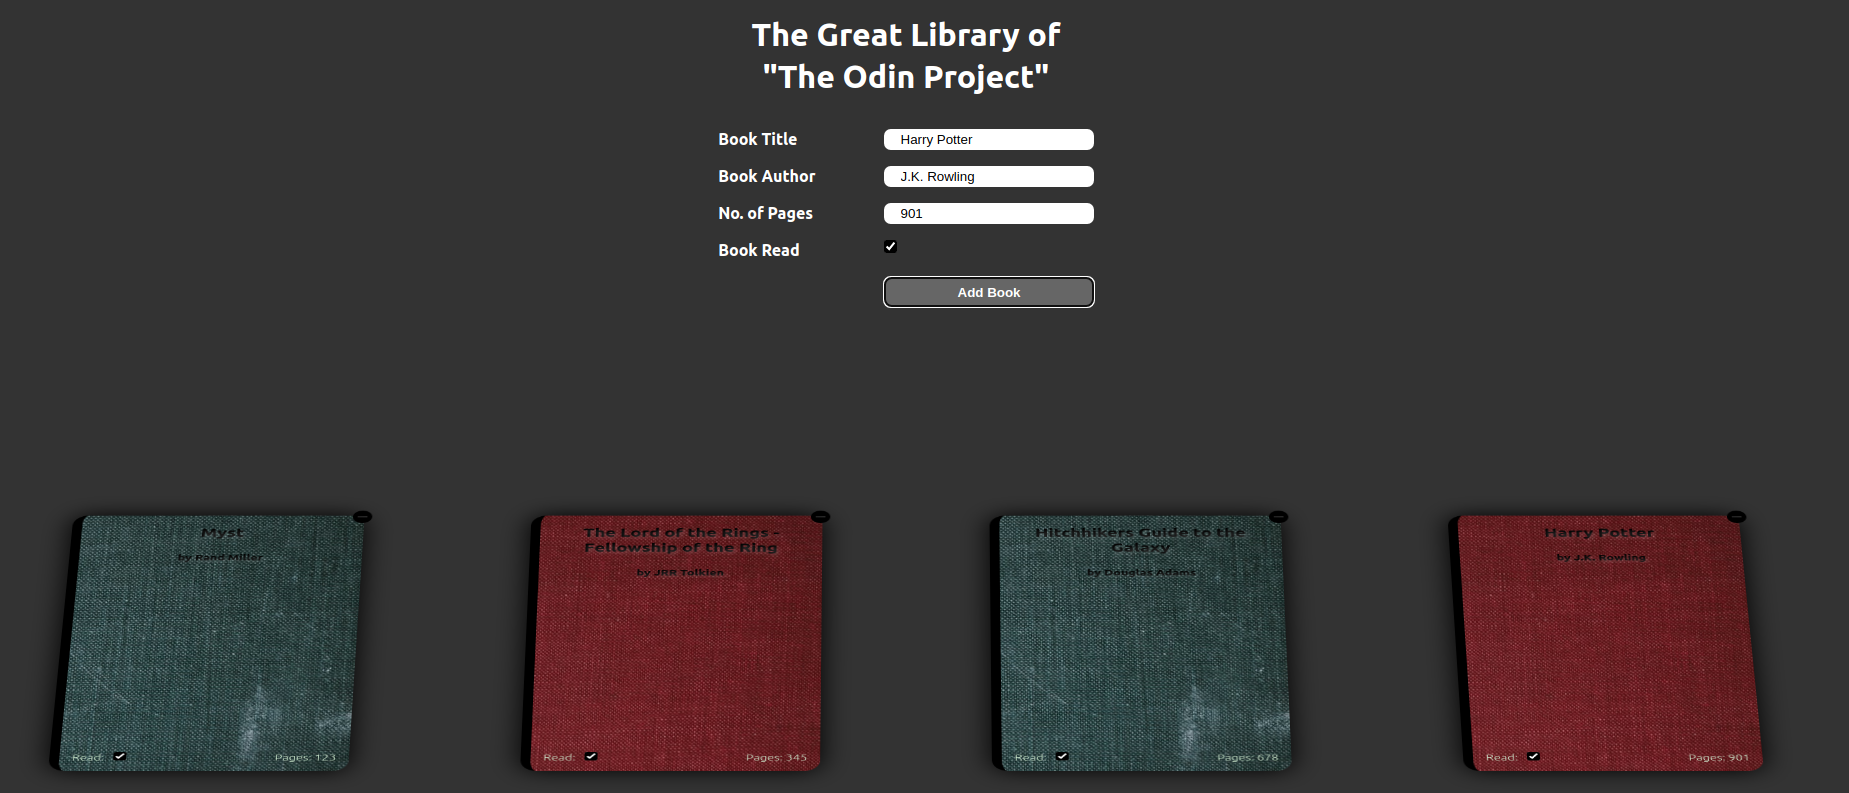 The Great Library of
"The Odin Project"
Book Title
Harry Potter
Book Author
J.K. Rowling
No. of Pages
901
Book Read
Add Book
Myst
by Rand Miller
Read:
Pages: 123
The Lord of the Rings -
Fellowship of the Ring
by JRR Tolkien
Read:
Pages: 345
Hitchhikers Guide to the
Galaxy
by Douglas Adams
Read:
Pages: 678
Harry Potter
by J.K. Rowling
Read:
Pages: 901